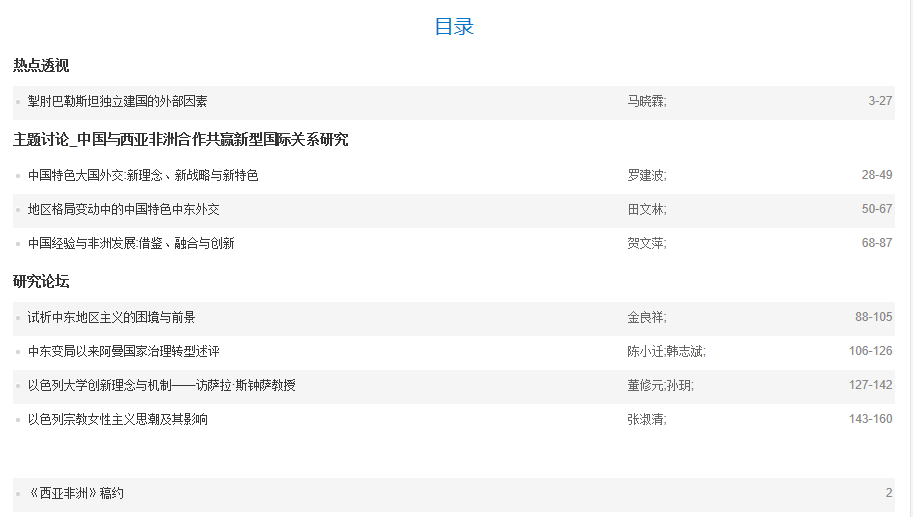 目录
热点透视
掣肘巴勒斯坦独立建国的外部因素 马晓霖; 3-27
主题讨论_中国与西亚非洲合作共赢新型国际关系研究
中国特色大国外交:新理念、新战略与新特色 罗建波; 28-49
地区格局变动中的中国特色中东外交 田文林; 50-67
中国经验与非洲发展:借鉴、融合与创新 贺文萍; 68-87
研究论坛
试析中东地区主义的困境与前景 金良祥; 88-105
中东变局以来阿曼国家治理转型述评 陈小迁;韩志斌; 106-126
以色列大学创新理念与机制——访萨拉·斯钟萨教授 董修元;孙玥; 127-142
以色列宗教女性主义思潮及其影响 张淑清; 143-160
《西亚非洲》稿约 2